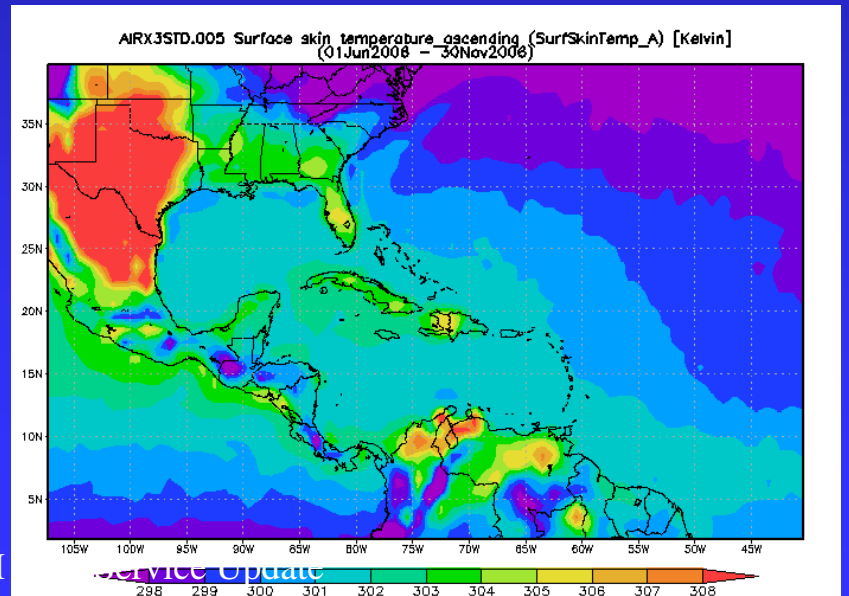 AIRX3STD.005 Surface skin temperature_ascending (SurfSkinTemp_A) [Kelvin]
(01Jun2006 – 30Nov2006)
35N
30N
25N
20N
15N
10N
5N
105W 100W 95W 90W 85W 80W 75W 70W 65W 60W 55W 50W 45W
Service Update
298 299 300 301 302 303 304 305 306 307 308